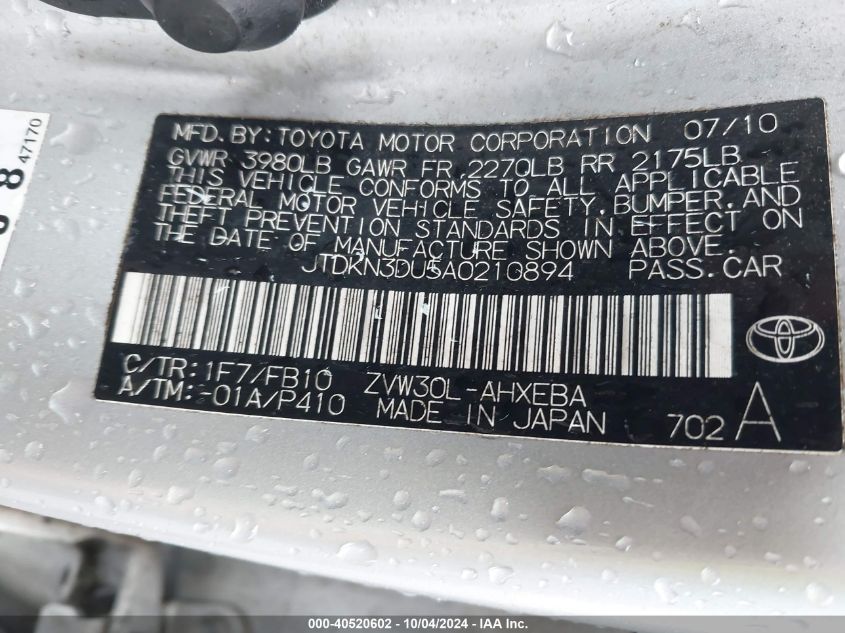 MFD. BY: TOYOTA MOTOR CORPORATION 07/10
GVWR 3980LB GAWR FR 2270LB RR 2175LB
THIS VEHICLE CONFORMS TO ALL APPLICABLE
FEDERAL MOTOR VEHICLE SAFETY, BUMPER, AND
THEFT PREVENTION STANDARDS IN EFFECT ON
THE DATE OF MANUFACTURE SHOWN ABOVE.
JTDKN3DU5A0210894 PASS. CAR
C/TR: 1F7/FB10 ZVW30L-AHXEBA
A/TM: -01A/P410 MADE IN JAPAN 702 A
8 47170
000-40520602 - 10/04/2024 - IAA Inc.